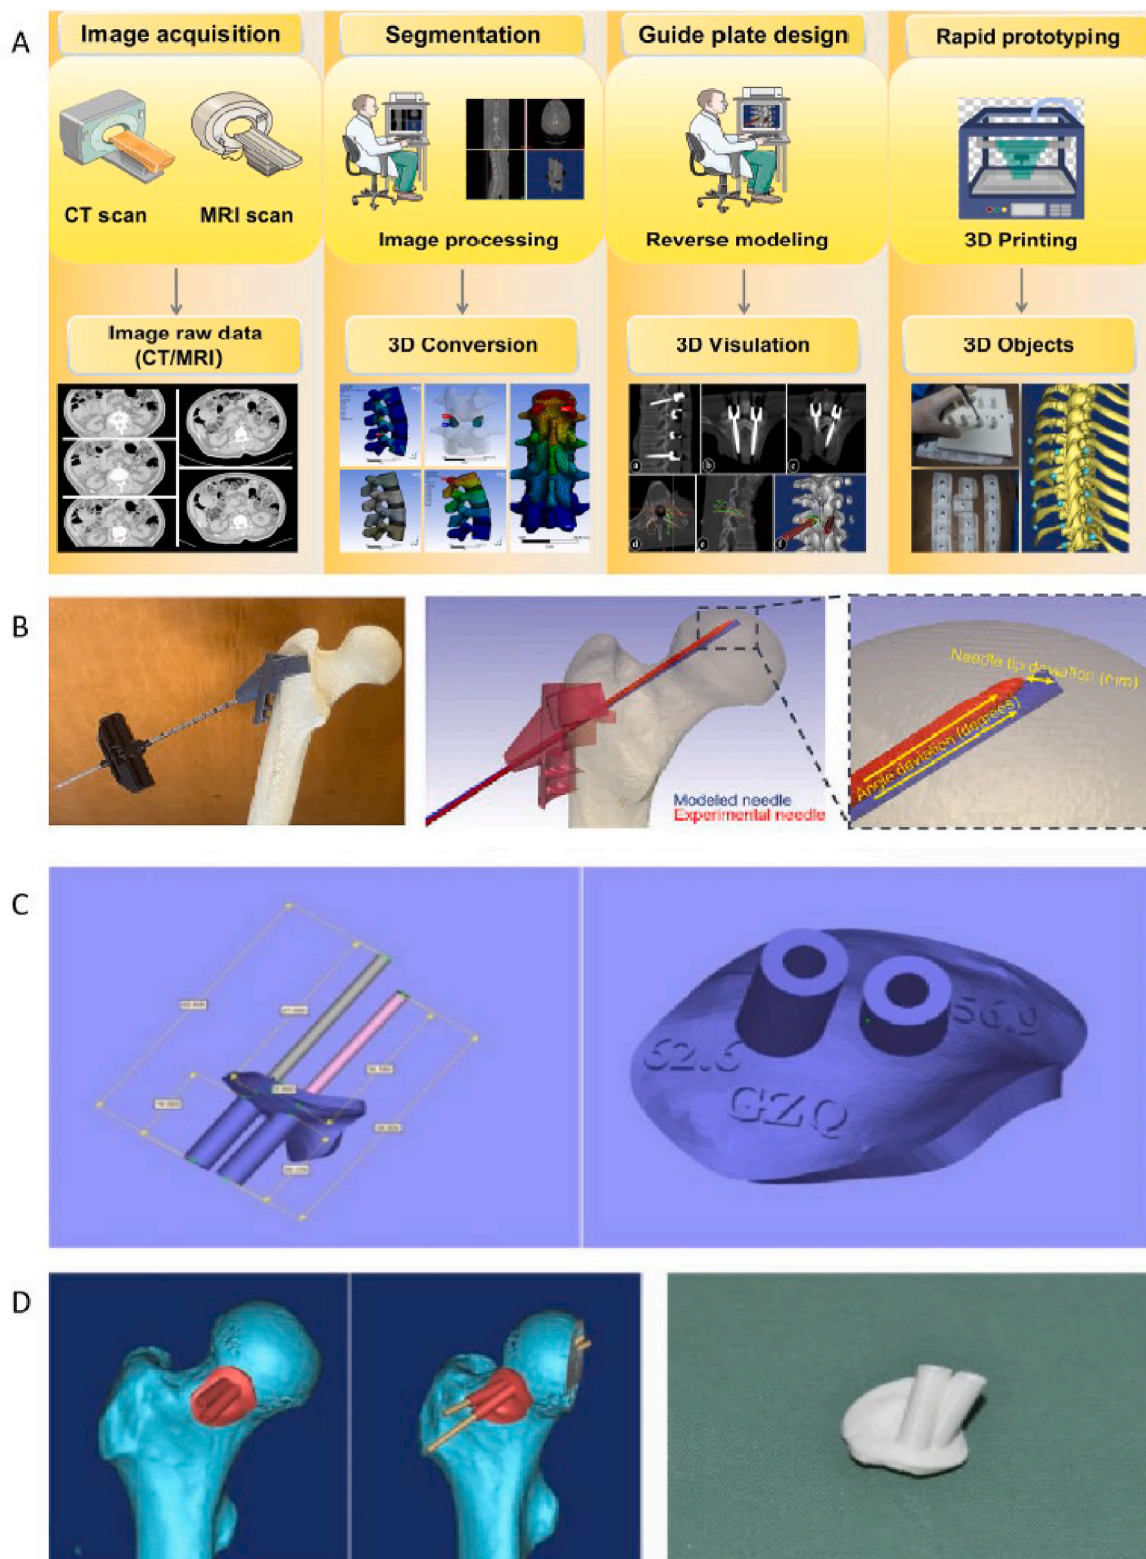 A
Image acquisition
Segmentation
Guide plate design
Rapid prototyping
CT scan
MRI scan
Image processing
Reverse modeling
3D Printing
Image raw data
(CT/MRI)
3D Conversion
3D Visulation
3D Objects
a
b
c
d
e
f
B
Modeled needle
Experimental needle
Needle tip deviation (mm)
Angle deviation (degrees)
C
62.6
56.9
GZQ
D